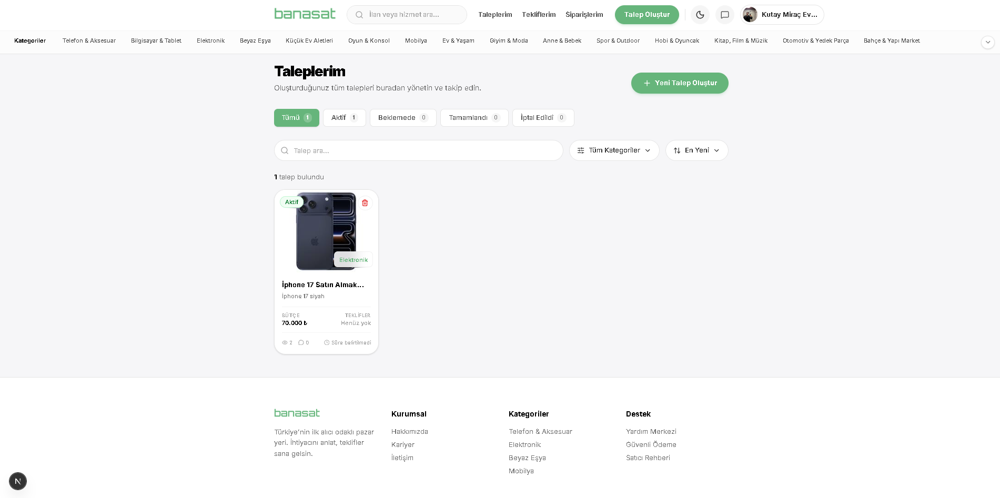 banasat
İlan veya hizmet ara...
Taleplerim
Tekliflerim
Siparişlerim
Talep Oluştur
Kutay Miraç Ev...
Kategoriler
Telefon & Aksesuar
Bilgisayar & Tablet
Elektronik
Beyaz Eşya
Küçük Ev Aletleri
Oyun & Konsol
Mobilya
Ev & Yaşam
Giyim & Moda
Anne & Bebek
Spor & Outdoor
Hobi & Oyuncak
Kitap, Film & Müzik
Otomotiv & Yedek Parça
Bahçe & Yapı Market
Taleplerim
Oluşturduğunuz tüm talepleri buradan yönetin ve takip edin.
Yeni Talep Oluştur
Tümü 1
Aktif 1
Beklemede 0
Tamamlandı 0
İptal Edildi 0
Talep ara...
Tüm Kategoriler
En Yeni
1 talep bulundu
Aktif
Elektronik
İphone 17 Satın Almak...
İphone 17 siyah
BÜTÇE
TEKLİFLER
70.000 ₺
Henüz yok
2
0
Süre belirtilmedi
banasat
Türkiye'nin ilk alıcı odaklı pazar
yeri. İhtiyacını anlat, teklifler
sana gelsin.
Kurumsal
Hakkımızda
Kariyer
İletişim
Kategoriler
Telefon & Aksesuar
Elektronik
Beyaz Eşya
Mobilya
Destek
Yardım Merkezi
Güvenli Ödeme
Satıcı Rehberi
N